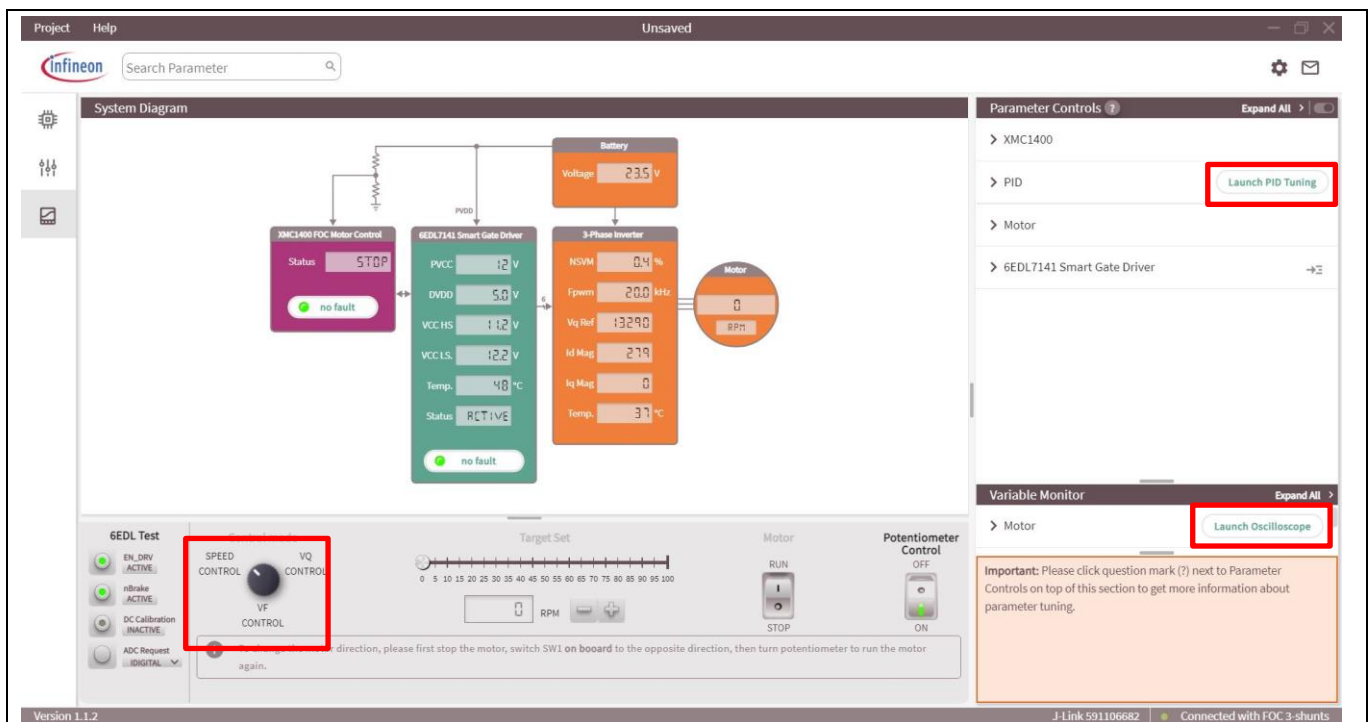 Project Help Unsaved
infineon Search Parameter
System Diagram
Battery
Voltage 23.5 V
PVDD
XMC1400 FOC Motor Control
Status STOP
no fault
6EDL7141 Smart Gate Driver
PVCC 12 V
DVDD 5.0 V
VCC HS 11.2 V
VCC LS. 12.2 V
Temp. 48 °C
Status ACTIVE
no fault
6
3-Phase Inverter
NSVM 0.4 %
Fpwm 20.0 kHz
Vq Ref 13290
Id Mag 279
Iq Mag 0
Temp. 37 °C
Motor
0
RPM
Parameter Controls ? Expand All >
> XMC1400
> PID Launch PID Tuning
> Motor
> 6EDL7141 Smart Gate Driver
Variable Monitor Expand All >
> Motor Launch Oscilloscope
Important: Please click question mark (?) next to Parameter
Controls on top of this section to get more information about
parameter tuning.
6EDL Test
EN_DRV
ACTIVE
nBrake
ACTIVE
DC Calibration
INACTIVE
ADC Request
IDIGITAL
SPEED
CONTROL
VQ
CONTROL
VF
CONTROL
Target Set
0 5 10 15 20 25 30 35 40 45 50 55 60 65 70 75 80 85 90 95 100
0 RPM
Motor
RUN
STOP
Potentiometer
Control
OFF
ON
direction, please first stop the motor, switch SW1 on booard to the opposite direction, then turn potentiometer to run the motor
again.
Version 1.1.2 J-Link 591106682 Connected with FOC 3-shunts